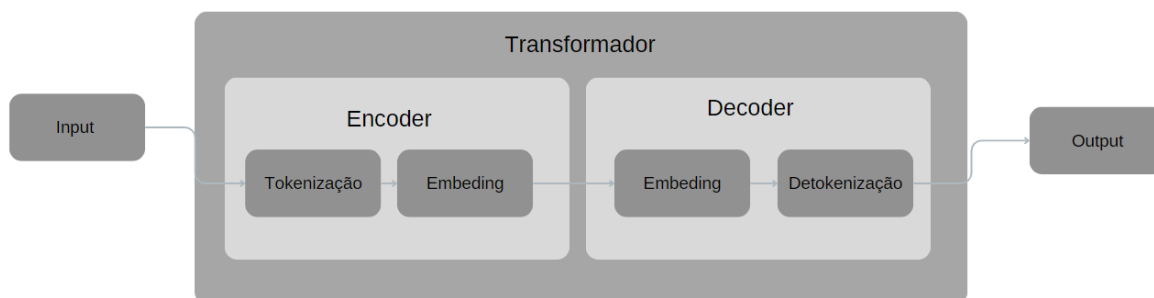 Transformador
Encoder
Decoder
Input
Tokenização
Embeding
Embeding
Detokenização
Output